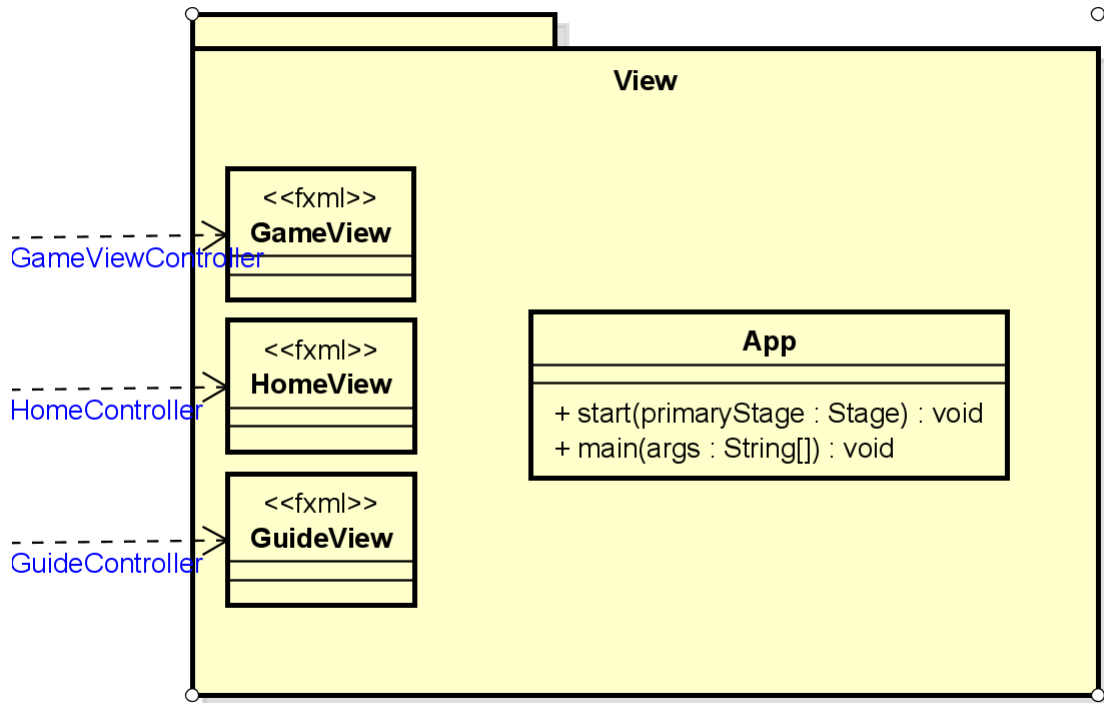 View
<<fxml>>
GameView
GameViewController
<<fxml>>
HomeView
HomeController
<<fxml>>
GuideView
GuideController
App
+ start(primaryStage : Stage) : void
+ main(args : String[]) : void